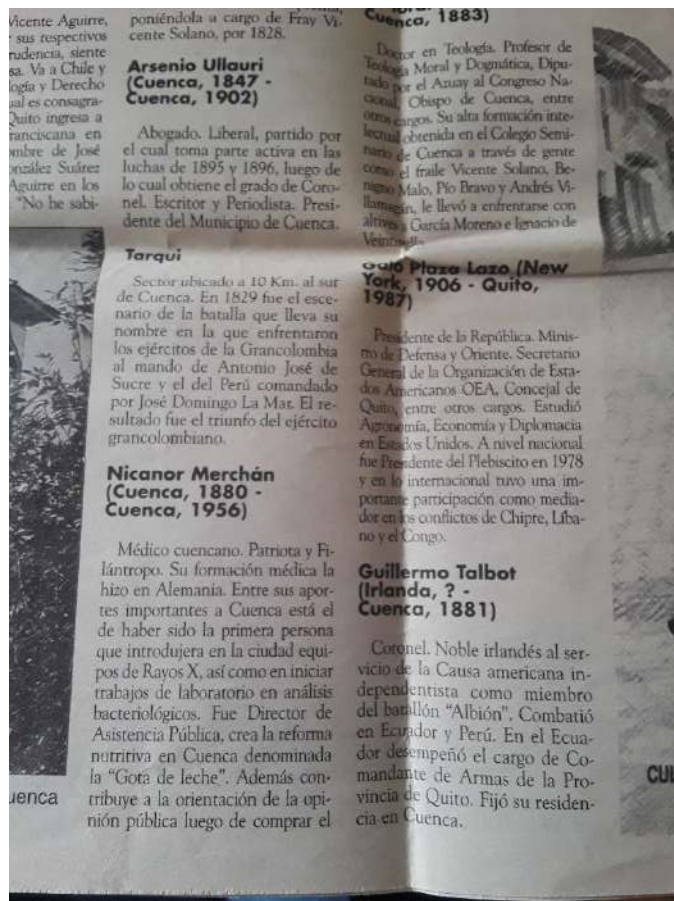 Vicente Aguirre,
sus respectivos
rudencia, siente
sa. Va a Chile y
logía y Derecho
ual es consagra-
Quito ingresa a
ranciscana en
mbre de José
onzález Suárez
Aguirre en los
"No he sabi-
uenca
poniéndola a cargo de Fray Vi-
cente Solano, por 1828.
Arsenio Ullauri
(Cuenca, 1847 -
Cuenca, 1902)
Abogado. Liberal, partido por
el cual toma parte activa en las
luchas de 1895 y 1896, luego de
lo cual obtiene el grado de Coro-
nel. Escritor y Periodista. Presi-
dente del Municipio de Cuenca.
Tarqui
Sector ubicado a 10 Km. al sur
de Cuenca. En 1829 fue el esce-
nario de la batalla que lleva su
nombre en la que enfrentaron
los ejércitos de la Grancolombia
al mando de Antonio José de
Sucre y el del Perú comandado
por José Domingo La Mar. El re-
sultado fue el triunfo del ejército
grancolombiano.
Nicanor Merchán
(Cuenca, 1880 -
Cuenca, 1956)
Médico cuencano. Patriota y Fi-
lántropo. Su formación médica la
hizo en Alemania. Entre sus apor-
tes importantes a Cuenca está el
de haber sido la primera persona
que introdujera en la ciudad equi-
pos de Rayos X, así como en iniciar
trabajos de laboratorio en análisis
bacteriológicos. Fue Director de
Asistencia Pública, crea la reforma
nutritiva en Cuenca denominada
la "Gota de leche". Además con-
tribuye a la orientación de la opi-
nión pública luego de comprar el
Cuenca, 1883)
Doctor en Teología. Profesor de
Teología Moral y Dogmática, Dipu-
tado por el Azuay al Congreso Na-
cional, Obispo de Cuenca, entre
otros cargos. Su alta formación inte-
lectual obtenida en el Colegio Semi-
nario de Cuenca a través de gente
como el fraile Vicente Solano, Be-
nigno Malo, Pío Bravo y Andrés Vi-
llamagán, le llevó a enfrentarse con
altivez a García Moreno e Ignacio de
Veintimilla
Galo Plaza Lazo (New
York, 1906 - Quito,
1987)
Presidente de la República. Minis-
tro de Defensa y Oriente. Secretario
General de la Organización de Esta-
dos Americanos OEA, Concejal de
Quito, entre otros cargos. Estudió
Agronomía, Economía y Diplomacia
en Estados Unidos. A nivel nacional
fue Presidente del Plebiscito en 1978
y en lo internacional tuvo una im-
portante participación como media-
dor en los conflictos de Chipre, Líba-
no y el Congo.
Guillermo Talbot
(Irlanda, ? -
Cuenca, 1881)
Coronel. Noble irlandés al ser-
vicio de la Causa americana in-
dependentista como miembro
del batallón "Albión". Combatió
en Ecuador y Perú. En el Ecua-
dor desempeñó el cargo de Co-
mandante de Armas de la Pro-
vincia de Quito. Fijó su residen-
cia en Cuenca.
CUL